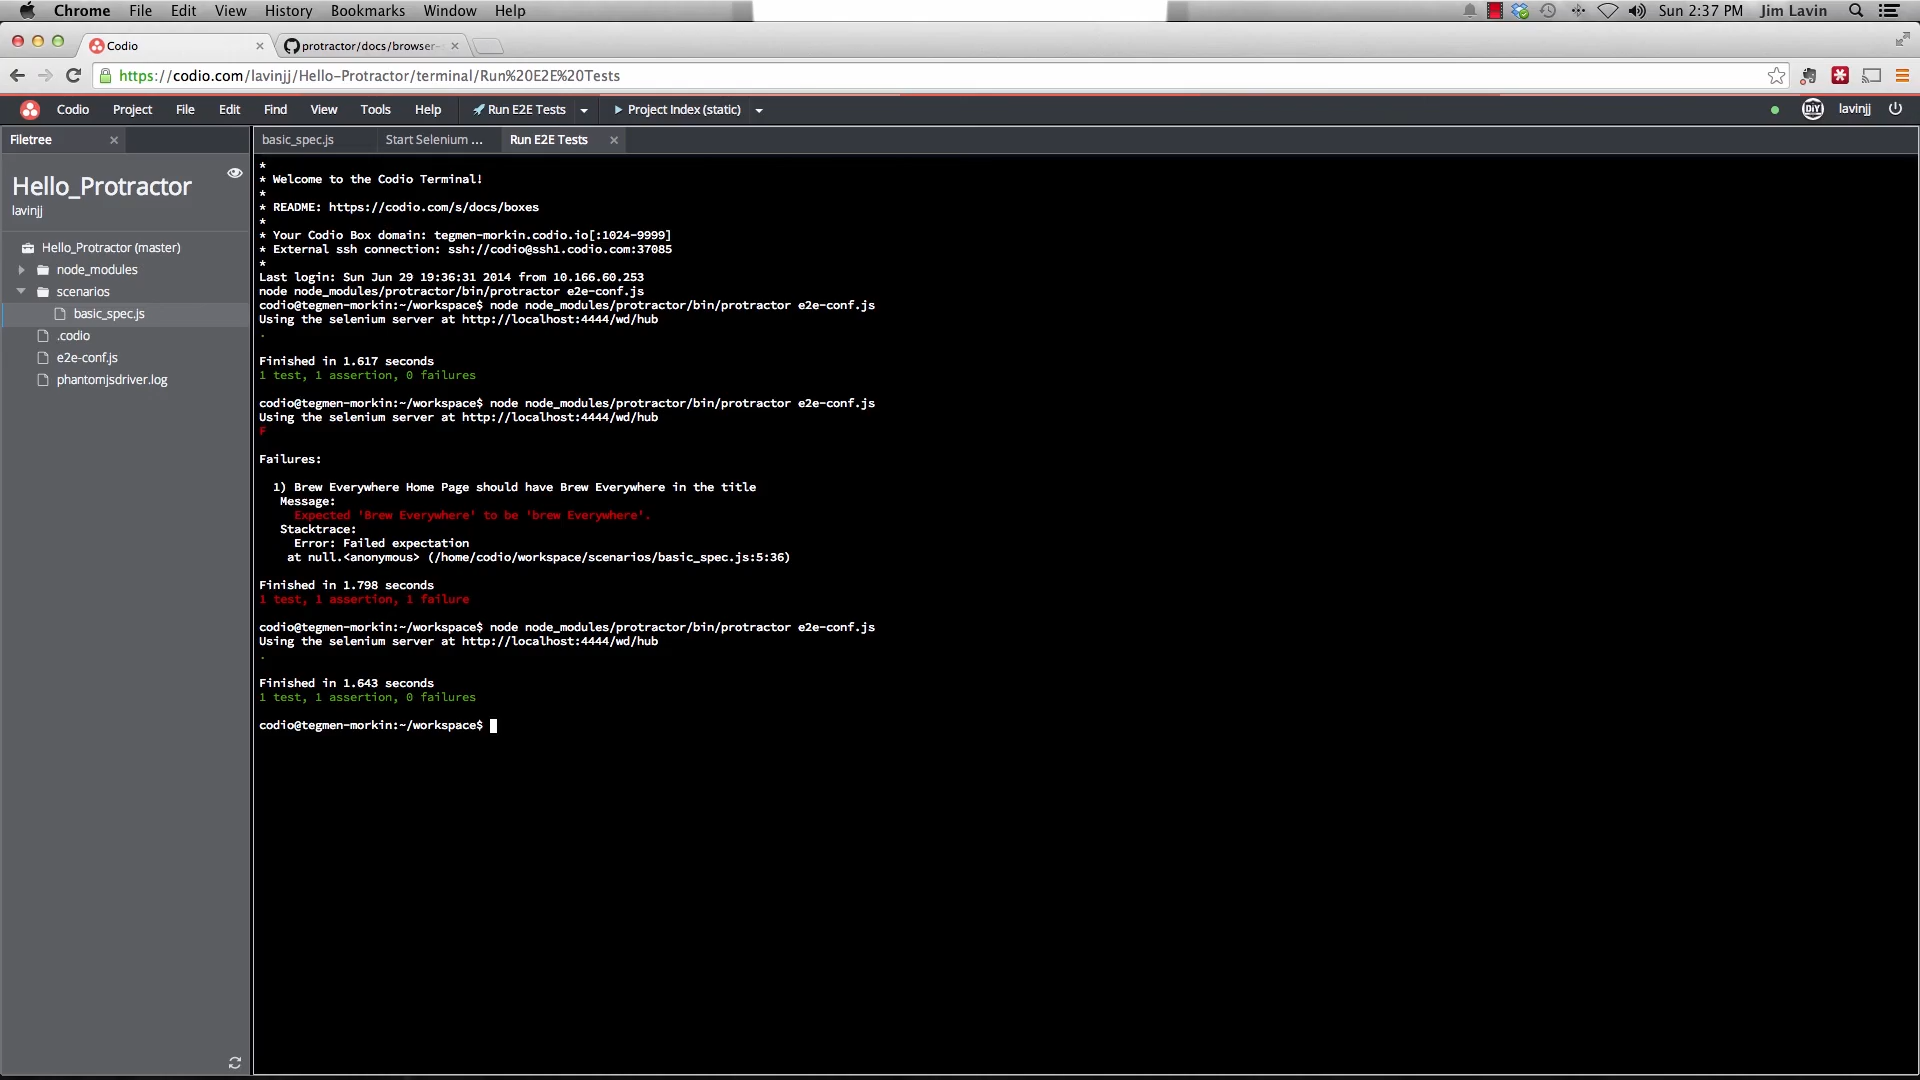 Chrome File Edit View History Bookmarks Window Help Sun 2:37 PM Jim Lavin
Codio protractor/docs/browser-
https://codio.com/lavinjj/Hello-Protractor/terminal/Run%20E2E%20Tests
Codio Project File Edit Find View Tools Help Run E2E Tests Project Index (static) DIY lavinjj
Filetree basic_spec.js Start Selenium ... Run E2E Tests
Hello_Protractor
lavinjj
Hello_Protractor (master)
node_modules
scenarios
basic_spec.js
.codio
e2e-conf.js
phantomjsdriver.log
*
* Welcome to the Codio Terminal!
*
* README: https://codio.com/s/docs/boxes
*
* Your Codio Box domain: tegmen-morkin.codio.io[:1024-9999]
* External ssh connection: ssh://codio@ssh1.codio.com:37085
*
Last login: Sun Jun 29 19:36:31 2014 from 10.166.60.253
node node_modules/protractor/bin/protractor e2e-conf.js
codio@tegmen-morkin:~/workspace$ node node_modules/protractor/bin/protractor e2e-conf.js
Using the selenium server at http://localhost:4444/wd/hub
.
Finished in 1.617 seconds
1 test, 1 assertion, 0 failures
codio@tegmen-morkin:~/workspace$ node node_modules/protractor/bin/protractor e2e-conf.js
Using the selenium server at http://localhost:4444/wd/hub
F
Failures:
1) Brew Everywhere Home Page should have Brew Everywhere in the title
Message:
Expected 'Brew Everywhere' to be 'brew Everywhere'.
Stacktrace:
Error: Failed expectation
at null.<anonymous> (/home/codio/workspace/scenarios/basic_spec.js:5:36)
Finished in 1.798 seconds
1 test, 1 assertion, 1 failure
codio@tegmen-morkin:~/workspace$ node node_modules/protractor/bin/protractor e2e-conf.js
Using the selenium server at http://localhost:4444/wd/hub
.
Finished in 1.643 seconds
1 test, 1 assertion, 0 failures
codio@tegmen-morkin:~/workspace$